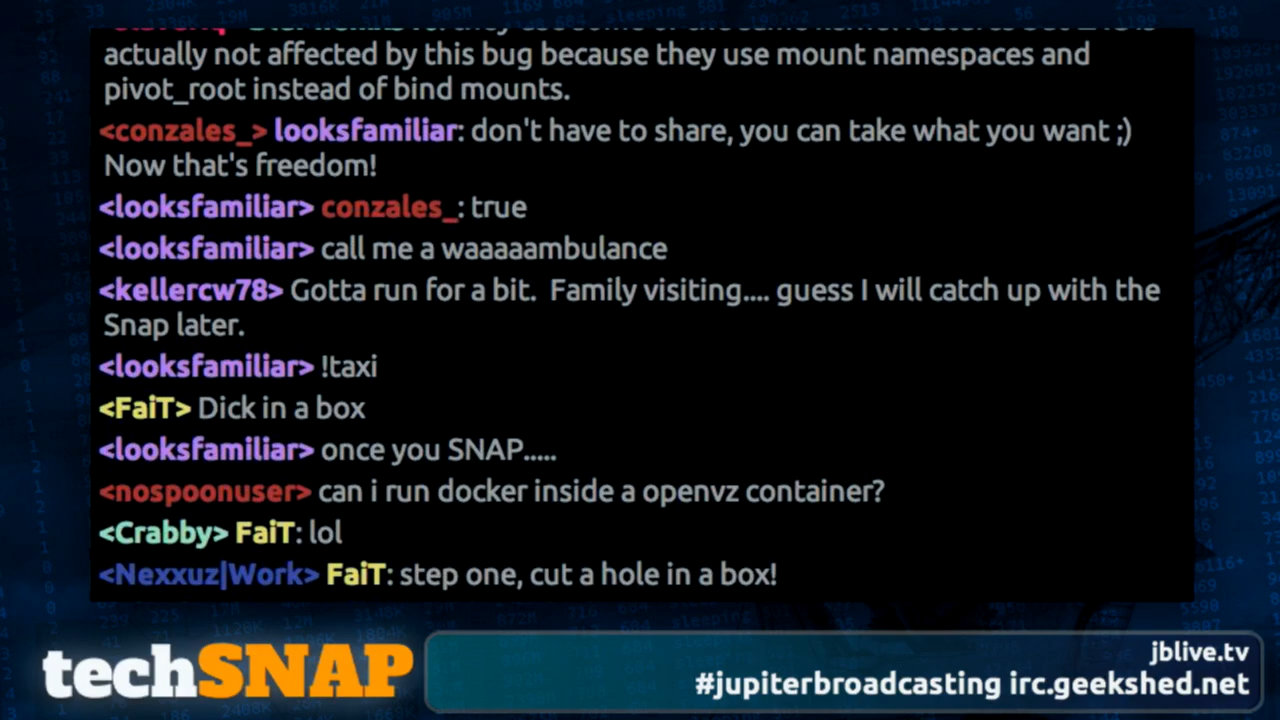 actually not affected by this bug because they use mount namespaces and
pivot_root instead of bind mounts.
<conzales_> looksfamiliar: don't have to share, you can take what you want ;)
Now that's freedom!
<looksfamiliar> conzales_: true
<looksfamiliar> call me a waaaaambulance
<kellercw78> Gotta run for a bit.  Family visiting.... guess I will catch up with the
Snap later.
<looksfamiliar> !taxi
<FaiT> Dick in a box
<looksfamiliar> once you SNAP.....
<nospoonuser> can i run docker inside a openvz container?
<Crabby> FaiT: lol
<Nexxuz|Work> FaiT: step one, cut a hole in a box!
techSNAP
jblive.tv
#jupiterbroadcasting irc.geekshed.net